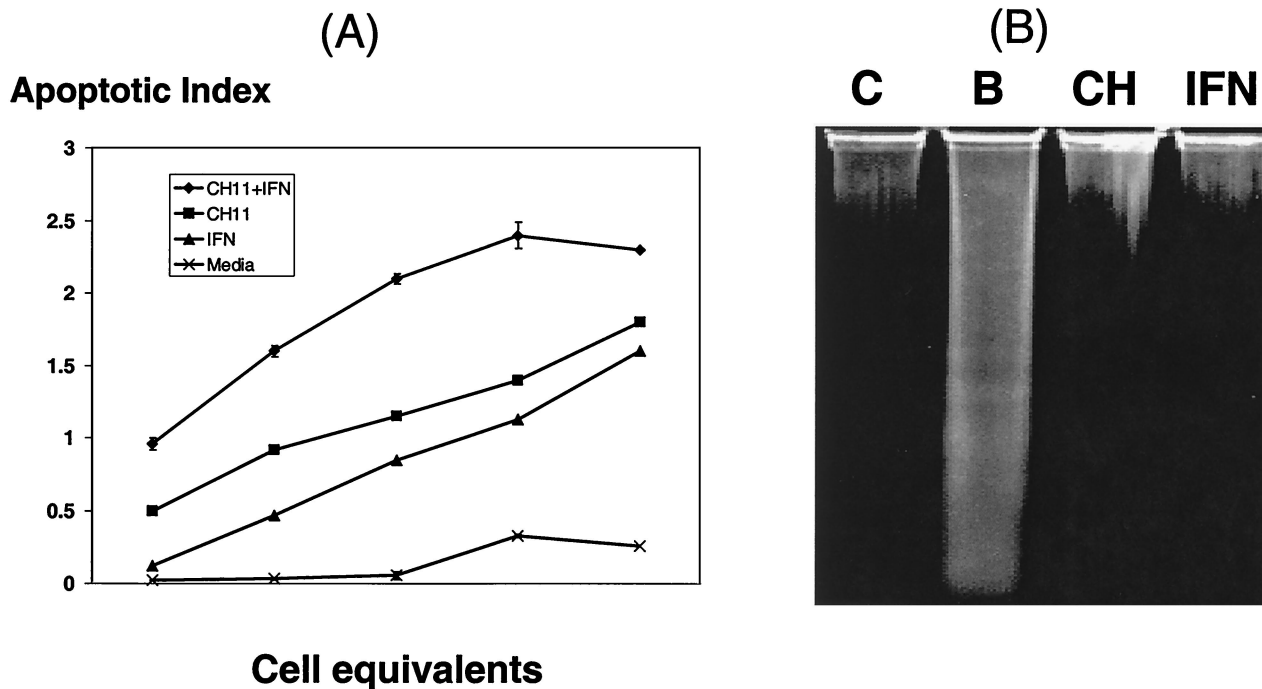 (A)
Apoptotic Index
3
2.5
2
1.5
1
0.5
0
CH11+IFN
CH11
IFN
Media
Cell equivalents
(B)
C B CH IFN